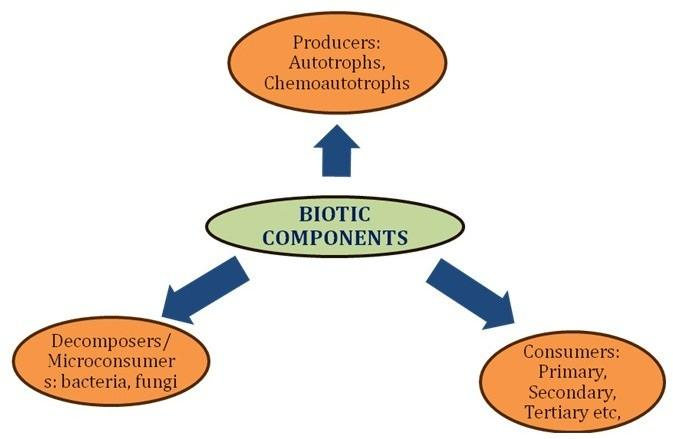 Producers:
Autotrophs,
Chemoautotrophs
BIOTIC
COMPONENTS
Decomposers/
Microconsumer
s: bacteria, fungi
Consumers:
Primary,
Secondary,
Tertiary etc,